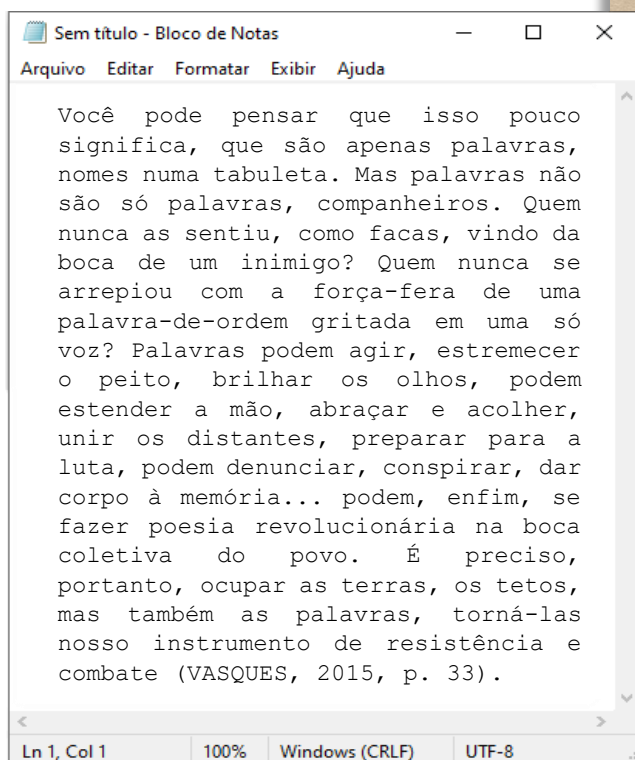 Sem título - Bloco de Notas
Arquivo Editar Formatar Exibir Ajuda
Você pode pensar que isso pouco
significa, que são apenas palavras,
nomes numa tabuleta. Mas palavras não
são só palavras, companheiros. Quem
nunca as sentiu, como facas, vindo da
boca de um inimigo? Quem nunca se
arrepiou com a força-fera de uma
palavra-de-ordem gritada em uma só
voz? Palavras podem agir, estremecer
o peito, brilhar os olhos, podem
estender a mão, abraçar e acolher,
unir os distantes, preparar para a
luta, podem denunciar, conspirar, dar
corpo à memória... podem, enfim, se
fazer poesia revolucionária na boca
coletiva do povo. É preciso,
portanto, ocupar as terras, os tetos,
mas também as palavras, torná-las
nosso instrumento de resistência e
combate (VASQUES, 2015, p. 33).
Ln 1, Col 1 100% Windows (CRLF) UTF-8